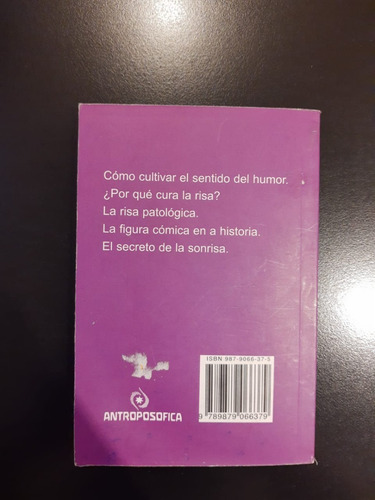 Cómo cultivar el sentido del humor.
¿Por qué cura la risa?
La risa patológica.
La figura cómica en a historia.
El secreto de la sonrisa.
ISBN 987-9066-37-5
9 789879 066379
ANTROPOSOFICA